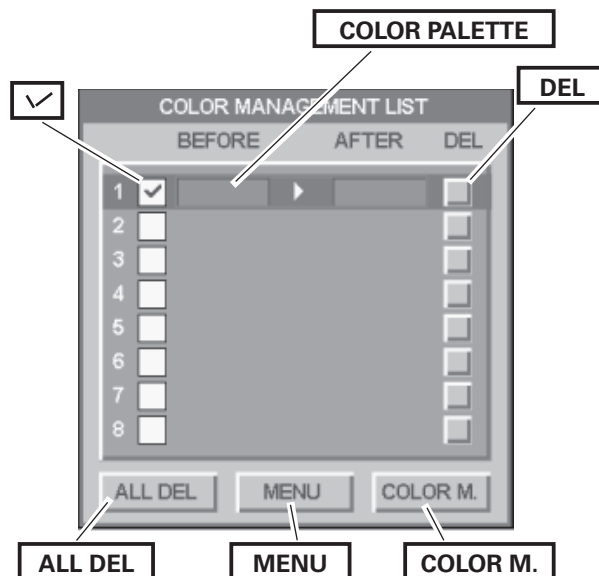 COLOR PALETTE
✓ DEL
COLOR MANAGEMENT LIST
BEFORE AFTER DEL
1 ✓
2
3
4
5
6
7
8
ALL DEL MENU COLOR M.
ALL DEL MENU COLOR M.